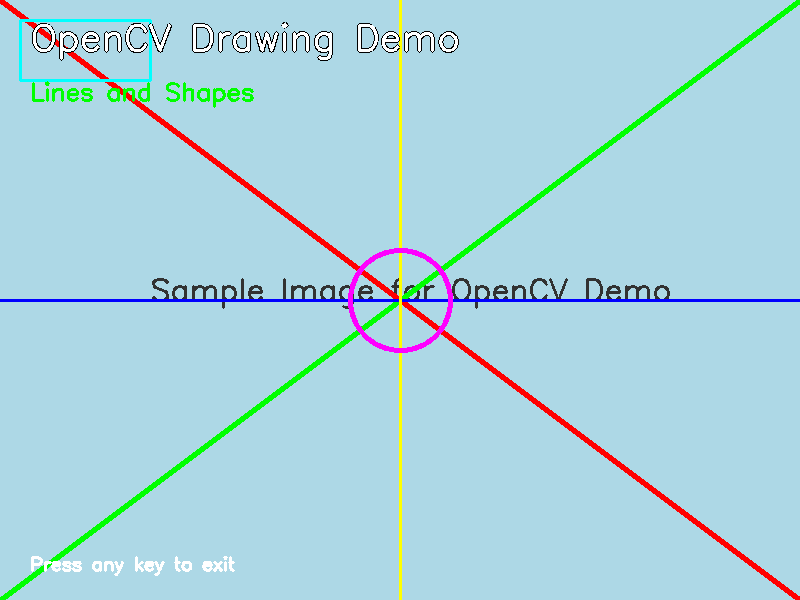 OpenCV Drawing Demo
Lines and Shapes
Sample Image for OpenCV Demo
Press any key to exit